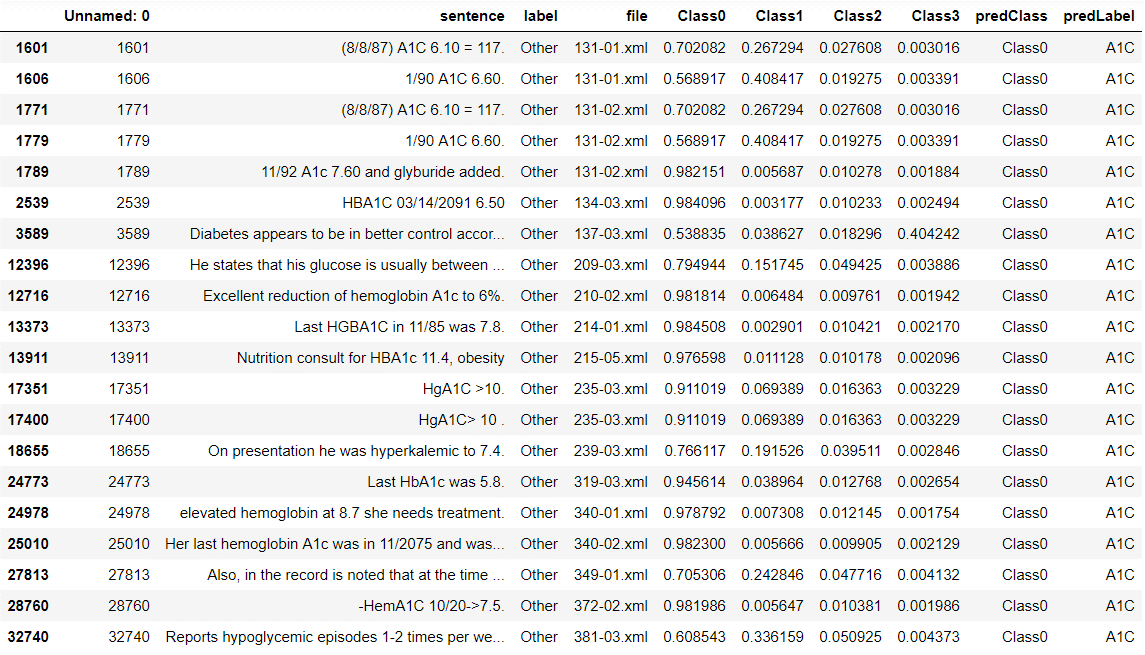 Unnamed: 0 sentence label file Class0 Class1 Class2 Class3 predClass predLabel
1601 1601 (8/8/87) A1C 6.10 = 117. Other 131-01.xml 0.702082 0.267294 0.027608 0.003016 Class0 A1C
1606 1606 1/90 A1C 6.60. Other 131-01.xml 0.568917 0.408417 0.019275 0.003391 Class0 A1C
1771 1771 (8/8/87) A1C 6.10 = 117. Other 131-02.xml 0.702082 0.267294 0.027608 0.003016 Class0 A1C
1779 1779 1/90 A1C 6.60. Other 131-02.xml 0.568917 0.408417 0.019275 0.003391 Class0 A1C
1789 1789 11/92 A1c 7.60 and glyburide added. Other 131-02.xml 0.982151 0.005687 0.010278 0.001884 Class0 A1C
2539 2539 HBA1C 03/14/2091 6.50 Other 134-03.xml 0.984096 0.003177 0.010233 0.002494 Class0 A1C
3589 3589 Diabetes appears to be in better control accor... Other 137-03.xml 0.538835 0.038627 0.018296 0.404242 Class0 A1C
12396 12396 He states that his glucose is usually between ... Other 209-03.xml 0.794944 0.151745 0.049425 0.003886 Class0 A1C
12716 12716 Excellent reduction of hemoglobin A1c to 6%. Other 210-02.xml 0.981814 0.006484 0.009761 0.001942 Class0 A1C
13373 13373 Last HGBA1C in 11/85 was 7.8. Other 214-01.xml 0.984508 0.002901 0.010421 0.002170 Class0 A1C
13911 13911 Nutrition consult for HBA1c 11.4, obesity Other 215-05.xml 0.976598 0.011128 0.010178 0.002096 Class0 A1C
17351 17351 HgA1C >10. Other 235-03.xml 0.911019 0.069389 0.016363 0.003229 Class0 A1C
17400 17400 HgA1C> 10 . Other 235-03.xml 0.911019 0.069389 0.016363 0.003229 Class0 A1C
18655 18655 On presentation he was hyperkalemic to 7.4. Other 239-03.xml 0.766117 0.191526 0.039511 0.002846 Class0 A1C
24773 24773 Last HbA1c was 5.8. Other 319-03.xml 0.945614 0.038964 0.012768 0.002654 Class0 A1C
24978 24978 elevated hemoglobin at 8.7 she needs treatment. Other 340-01.xml 0.978792 0.007308 0.012145 0.001754 Class0 A1C
25010 25010 Her last hemoglobin A1c was in 11/2075 and was... Other 340-02.xml 0.982300 0.005666 0.009905 0.002129 Class0 A1C
27813 27813 Also, in the record is noted that at the time ... Other 349-01.xml 0.705306 0.242846 0.047716 0.004132 Class0 A1C
28760 28760 -HemA1C 10/20->7.5. Other 372-02.xml 0.981986 0.005647 0.010381 0.001986 Class0 A1C
32740 32740 Reports hypoglycemic episodes 1-2 times per we... Other 381-03.xml 0.608543 0.336159 0.050925 0.004373 Class0 A1C